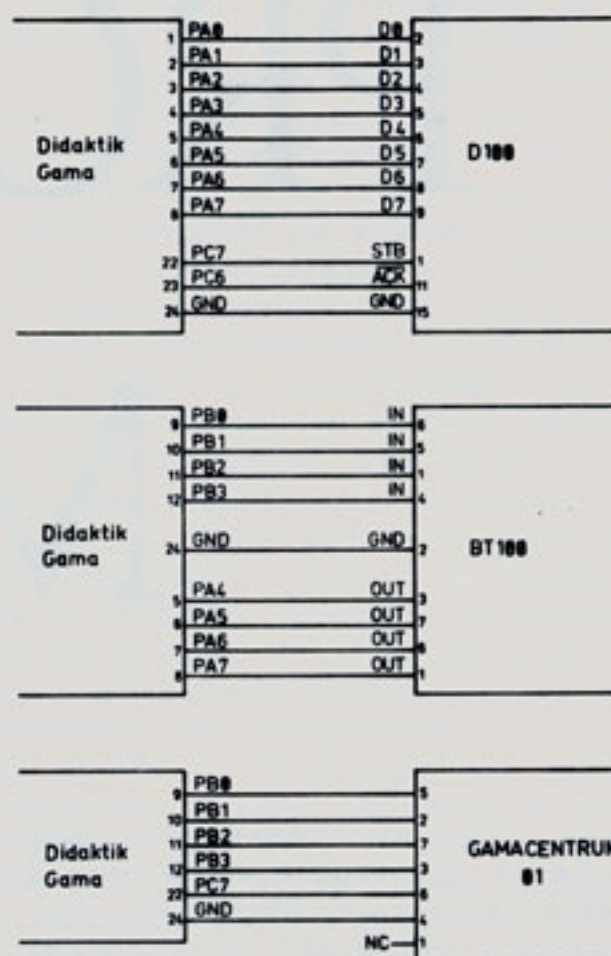 1 PA0 D0 2
2 PA1 D1 3
3 PA2 D2 4
4 PA3 D3 5
5 PA4 D4 6
6 PA5 D5 7
7 PA6 D6 8
8 PA7 D7 9
Didaktik
Gama
D100
22 PC7 STB 1
23 PC6 ACK 11
24 GND GND 15
9 PB0 IN 6
10 PB1 IN 5
11 PB2 IN 1
12 PB3 IN 4
Didaktik
Gama
24 GND GND 2
BT100
5 PA4 OUT 3
6 PA5 OUT 7
7 PA6 OUT
8 PA7 OUT 1
9 PB0 5
10 PB1 2
11 PB2 7
12 PB3 3
Didaktik
Gama
GAMACENTRUM
01
22 PC7 6
24 GND 4
NC 1